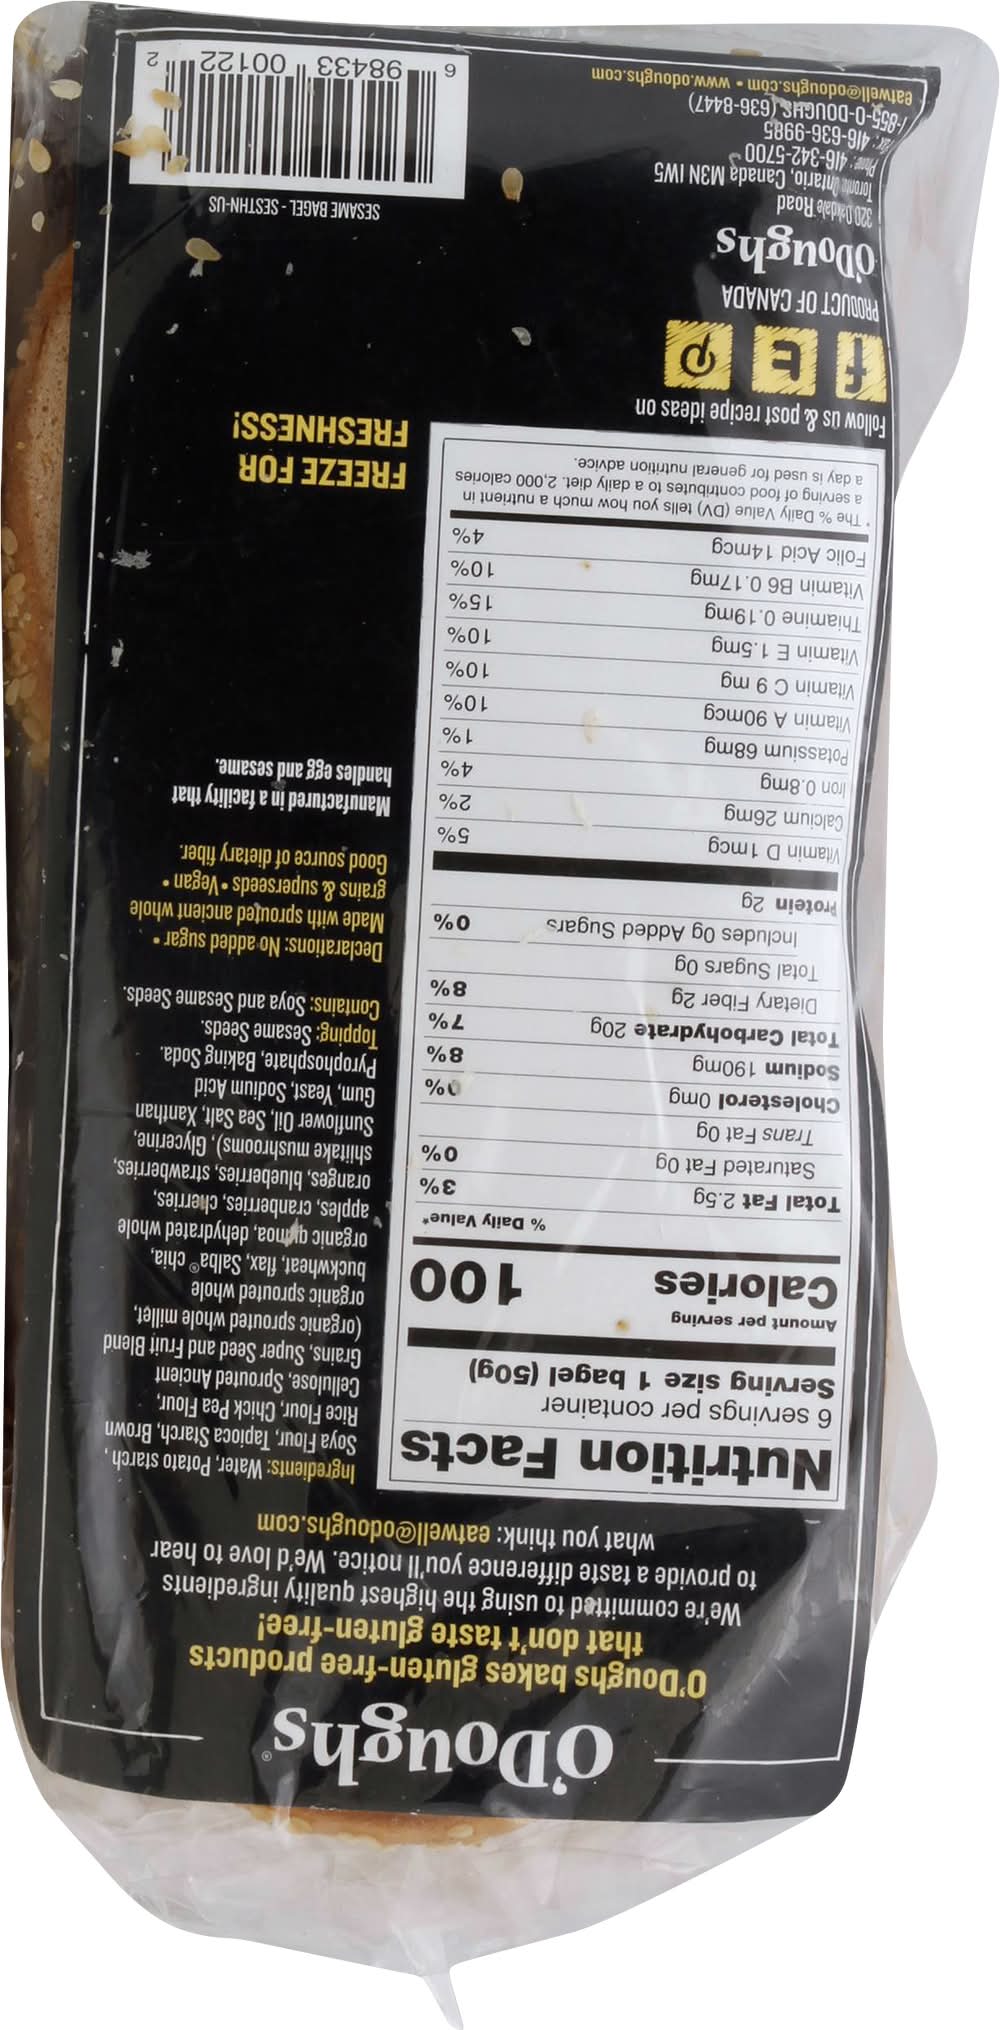 O'Doughs®
O'Doughs bakes gluten-free products
that don't taste gluten-free!
We're committed to using the highest quality ingredients
to provide a taste difference you'll notice. We'd love to hear
what you think: eatwell@odoughs.com
Nutrition Facts
6 servings per container
Serving size 1 bagel (50g)
Amount per serving
Calories 100
% Daily Value*
Total Fat 2.5g 3%
Saturated Fat 0g 0%
Trans Fat 0g
Cholesterol 0mg 0%
Sodium 190mg 8%
Total Carbohydrate 20g 7%
Dietary Fiber 2g 8%
Total Sugars 0g
Includes 0g Added Sugars 0%
Protein 2g
Vitamin D 1mcg 5%
Calcium 26mg 2%
Iron 0.8mg 4%
Potassium 68mg 1%
Vitamin A 90mcg 10%
Vitamin C 9 mg 10%
Vitamin E 1.5mg 10%
Thiamine 0.19mg 15%
Vitamin B6 0.17mg 10%
Folic Acid 14mcg 4%
* The % Daily Value (DV) tells you how much a nutrient in
a serving of food contributes to a daily diet. 2,000 calories
a day is used for general nutrition advice.
Ingredients: Water, Potato starch,
Soya Flour, Tapioca Starch, Brown
Rice Flour, Chick Pea Flour,
Cellulose, Sprouted Ancient
Grains, Super Seed and Fruit Blend
(organic sprouted whole millet,
organic sprouted whole
buckwheat, flax, Salba® chia,
organic quinoa, dehydrated whole
apples, cranberries, cherries,
oranges, blueberries, strawberries,
shiitake mushrooms), Glycerine,
Sunflower Oil, Sea Salt, Xanthan
Gum, Yeast, Sodium Acid
Pyrophosphate, Baking Soda.
Topping: Sesame Seeds.
Contains: Soya and Sesame Seeds.
Declarations: No added sugar •
Made with sprouted ancient whole
grains & superseeds • Vegan •
Good source of dietary fiber.
Manufactured in a facility that
handles egg and sesame.
FREEZE FOR
FRESHNESS!
Follow us & post recipe ideas on
f t p
PRODUCT OF CANADA
O'Doughs®
320 Oakdale Road
Toronto, Ontario, Canada M3N 1W5
Phone: 416-342-5700
Fax: 416-636-9985
1-855-O-DOUGHS (636-8447)
eatwell@odoughs.com • www.odoughs.com
SESAME BAGEL - SESTHN-US
6 98433 00122 2